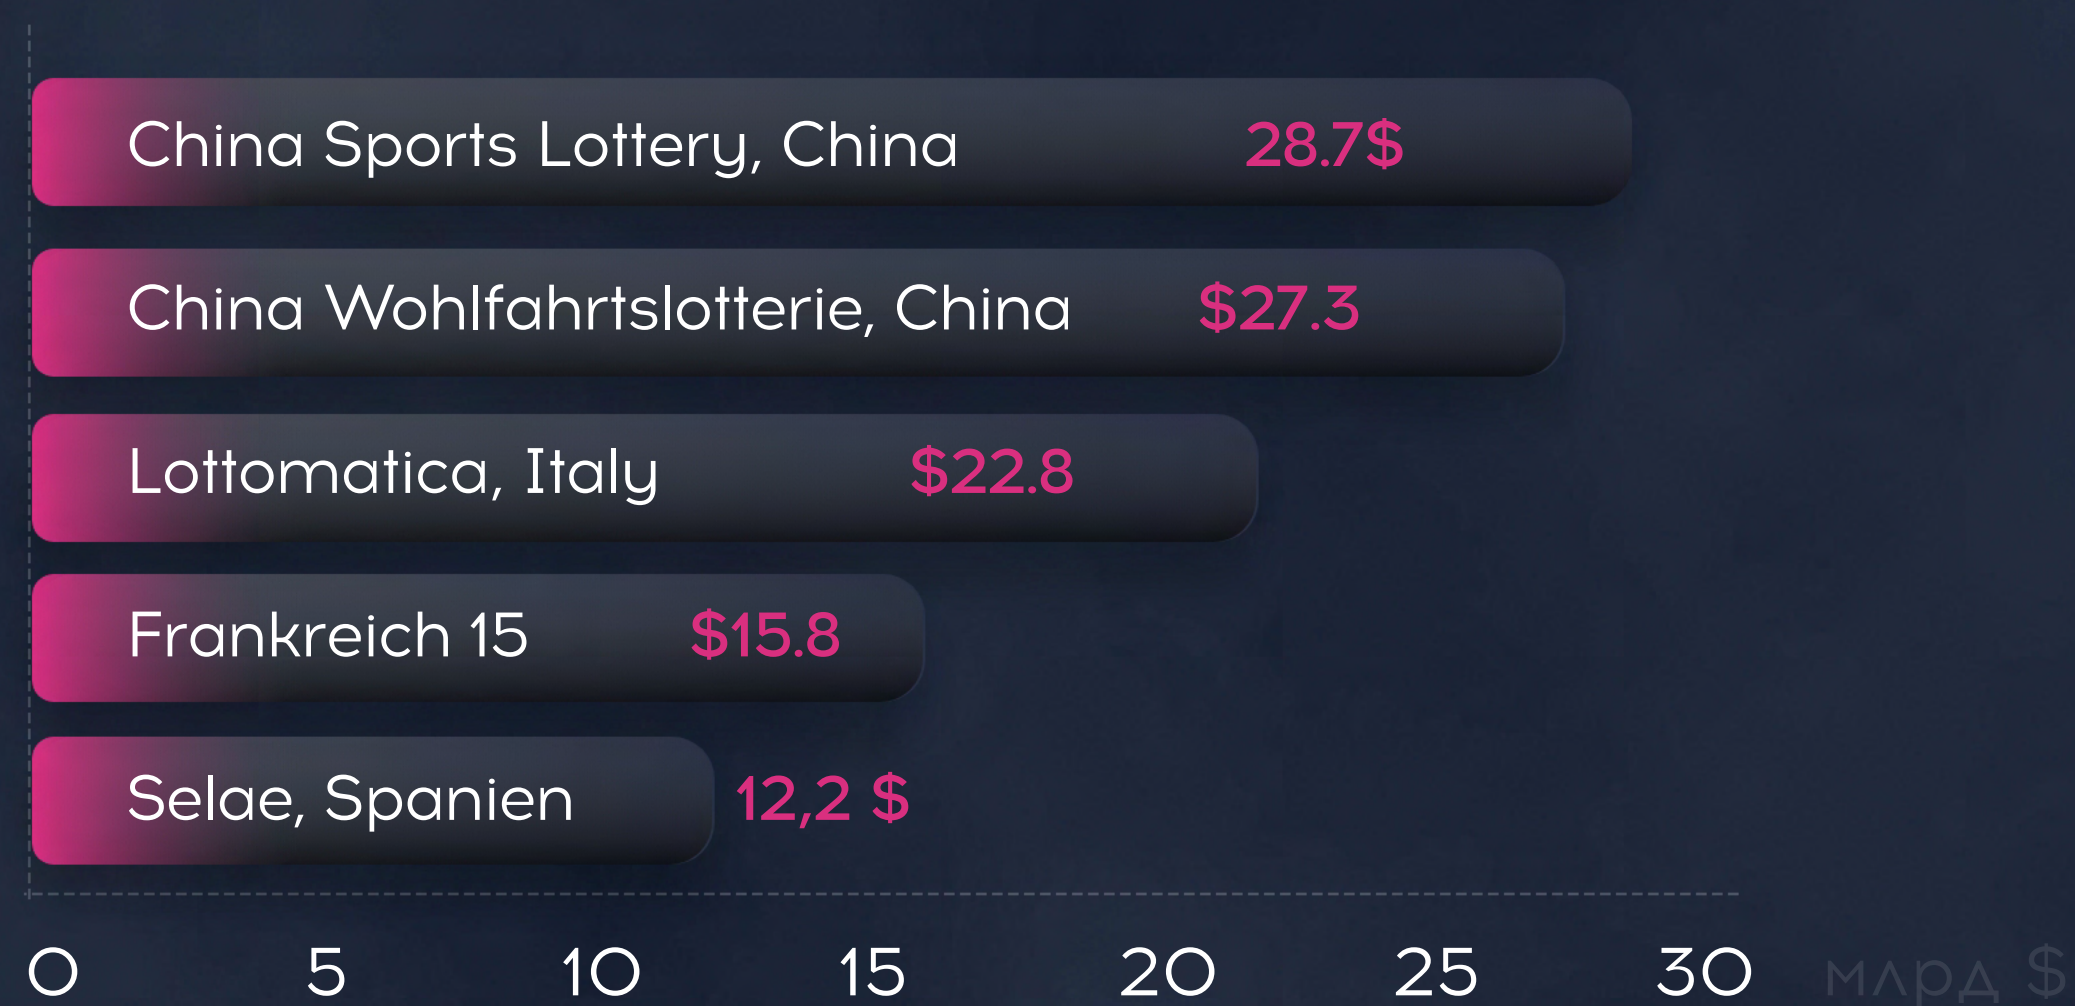 China Sports Lottery, China 28.7$
China Wohlfahrtslotterie, China $27.3
Lottomatica, Italy $22.8
Frankreich 15 $15.8
Selae, Spanien 12,2 $
0 5 10 15 20 25 30 млрд $